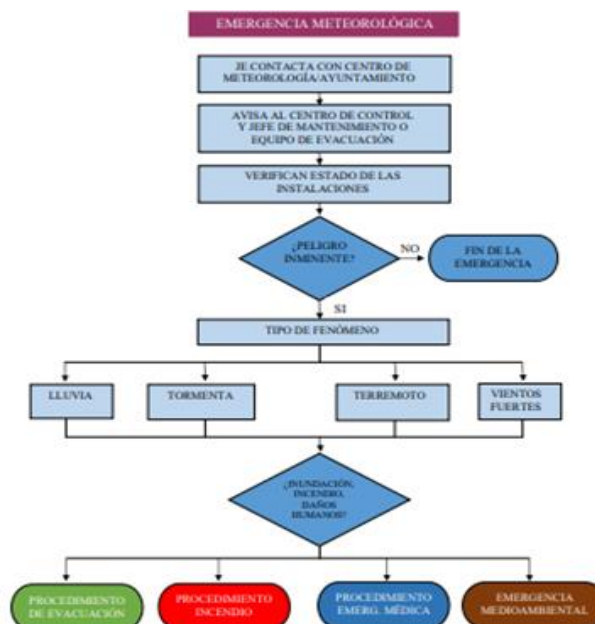 EMERGENCIA METEOROLÓGICA
JE CONTACTA CON CENTRO DE
METEOROLOGÍA/AYUNTAMIENTO
AVISA AL CENTRO DE CONTROL
Y JEFE DE MANTENIMIENTO O
EQUIPO DE EVACUACIÓN
VERIFICAN ESTADO DE LAS
INSTALACIONES
¿PELIGRO
INMINENTE?
NO
FIN DE LA
EMERGENCIA
SI
TIPO DE FENÓMENO
LLUVIA
TORMENTA
TERREMOTO
VIENTOS
FUERTES
¿INUNDACIÓN,
INCENDIO,
DAÑOS
HUMANOS?
PROCEDIMIENTO
DE EVACUACIÓN
PROCEDIMIENTO
INCENDIO
PROCEDIMIENTO
EMERG. MÉDICA
EMERGENCIA
MEDIOAMBIENTAL